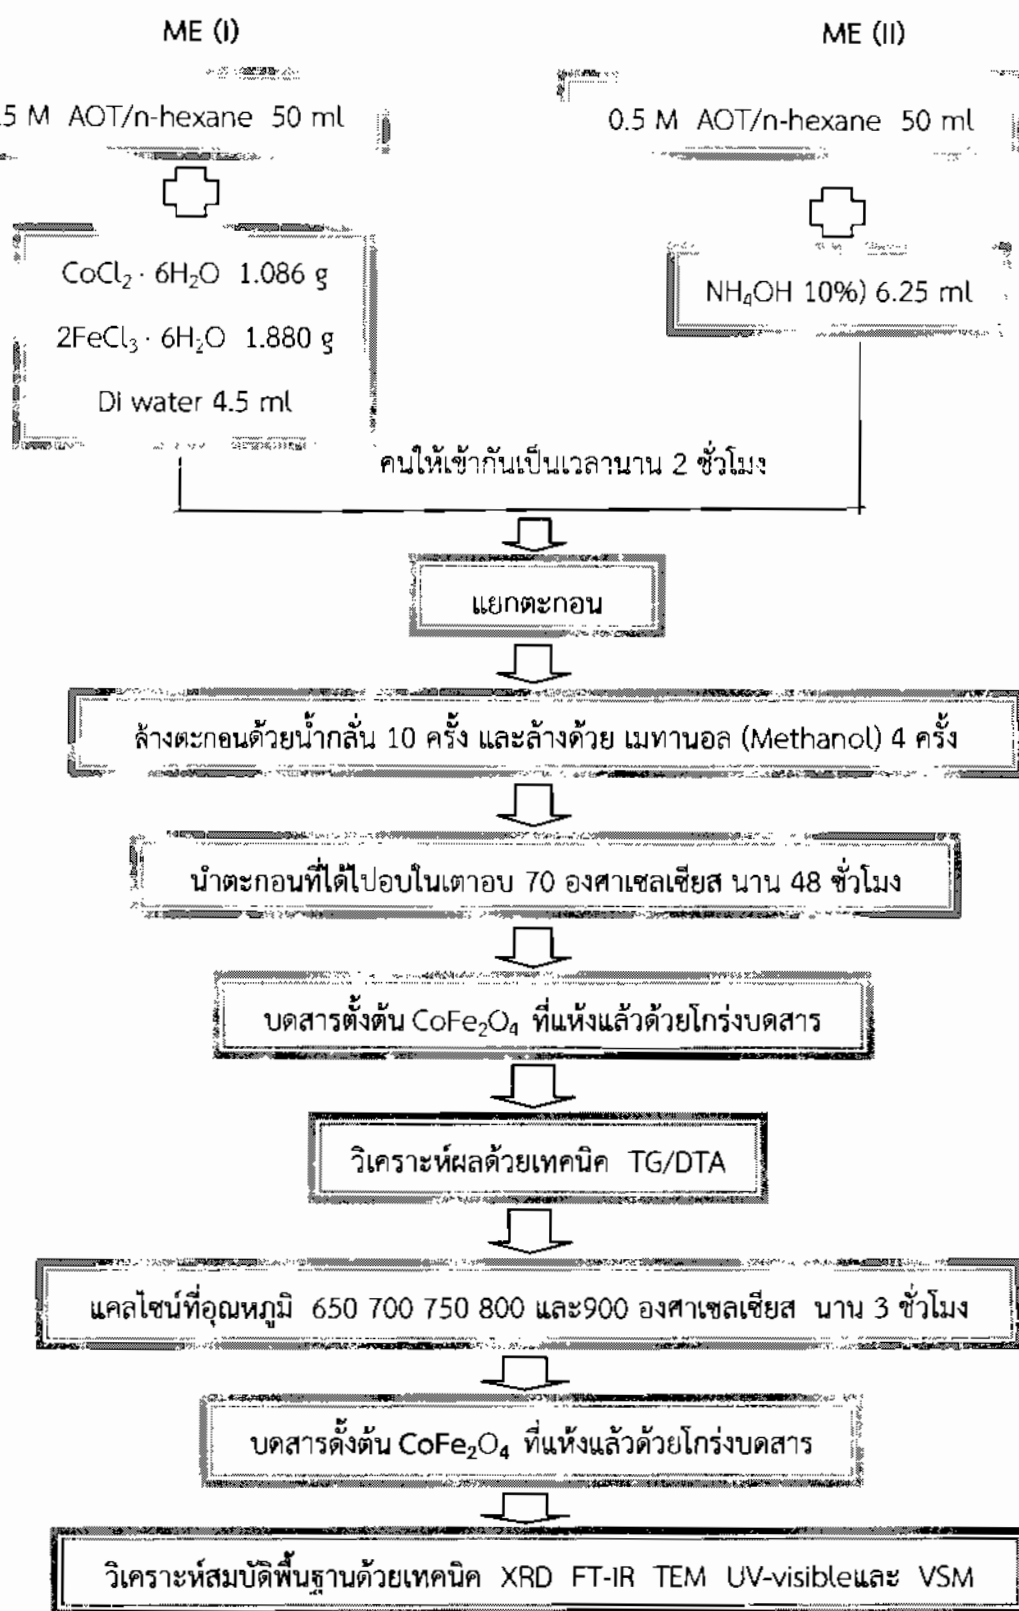 ME (I)
ME (II)
.5 M AOT/n-hexane 50 ml
0.5 M AOT/n-hexane 50 ml
CoCl₂ · 6H₂O 1.086 g
2FeCl₃ · 6H₂O 1.880 g
Di water 4.5 ml
NH₄OH 10%) 6.25 ml
คนให้เข้ากันเป็นเวลานาน 2 ชั่วโมง
แยกตะกอน
ล้างตะกอนด้วยน้ำกลั่น 10 ครั้ง และล้างด้วย เมทานอล (Methanol) 4 ครั้ง
นำตะกอนที่ได้ไปอบในเตาอบ 70 องศาเซลเซียส นาน 48 ชั่วโมง
บดสารตั้งต้น CoFe₂O₄ ที่แห้งแล้วด้วยโกร่งบดสาร
วิเคราะห์ผลด้วยเทคนิค TG/DTA
แคลไซน์ที่อุณหภูมิ 650 700 750 800 และ900 องศาเซลเซียส นาน 3 ชั่วโมง
บดสารตั้งต้น CoFe₂O₄ ที่แห้งแล้วด้วยโกร่งบดสาร
วิเคราะห์สมบัติพื้นฐานด้วยเทคนิค XRD FT-IR TEM UV-visibleและ VSM